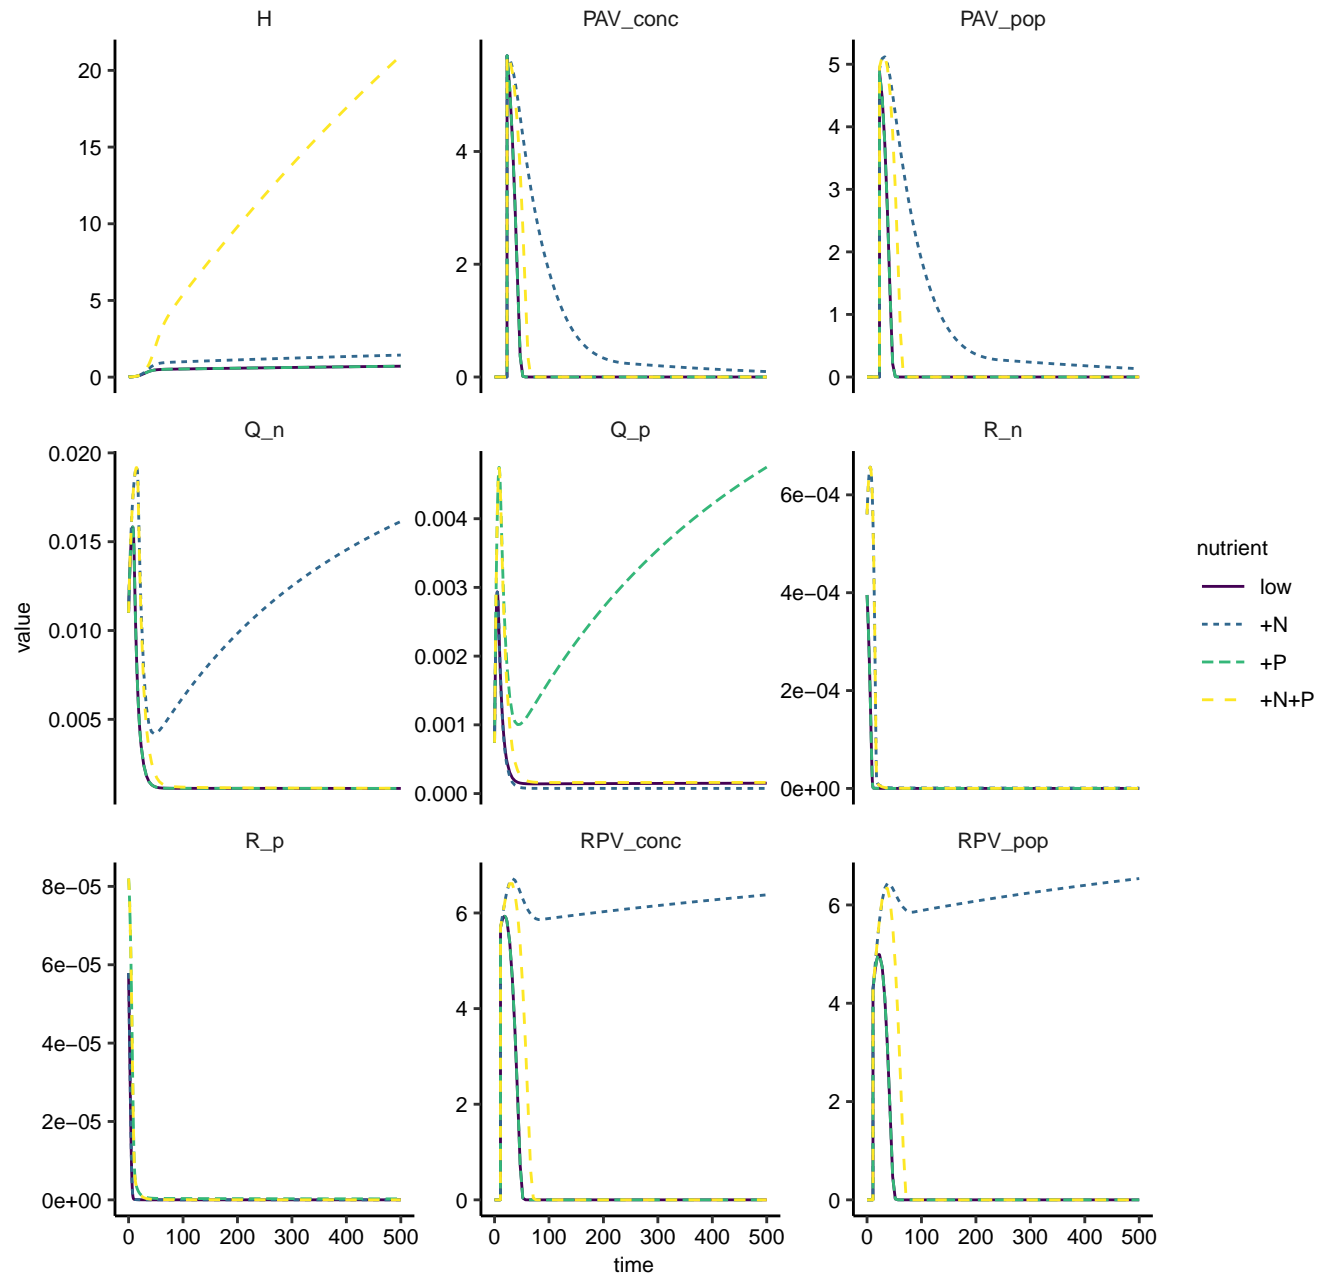 H
PAV_conc
PAV_pop
20
15
10
5
0
4
2
0
5
4
3
2
1
0
Q_n
Q_p
R_n
0.020
0.015
0.010
0.005
0.004
0.003
0.002
0.001
0.000
6e−04
4e−04
2e−04
0e+00
value
nutrient
low
+N
+P
+N+P
R_p
RPV_conc
RPV_pop
8e−05
6e−05
4e−05
2e−05
0e+00
6
4
2
0
6
4
2
0
0 100 200 300 400 500
0 100 200 300 400 500
0 100 200 300 400 500
time